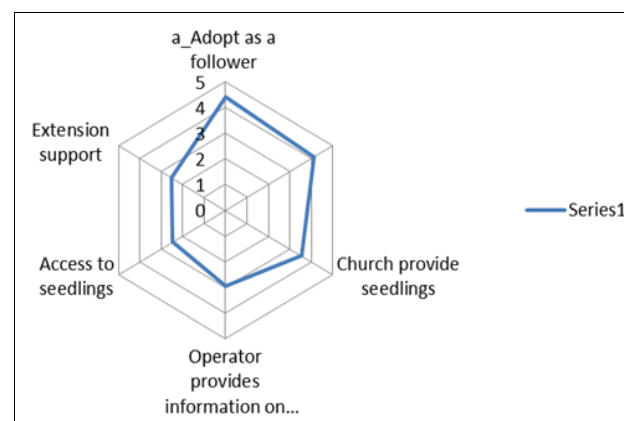 a_Adopt as a
follower
5
4
3
2
1
0
Extension
support
Access to
seedlings
Church provide
seedlings
Operator
provides
information on...
Series1